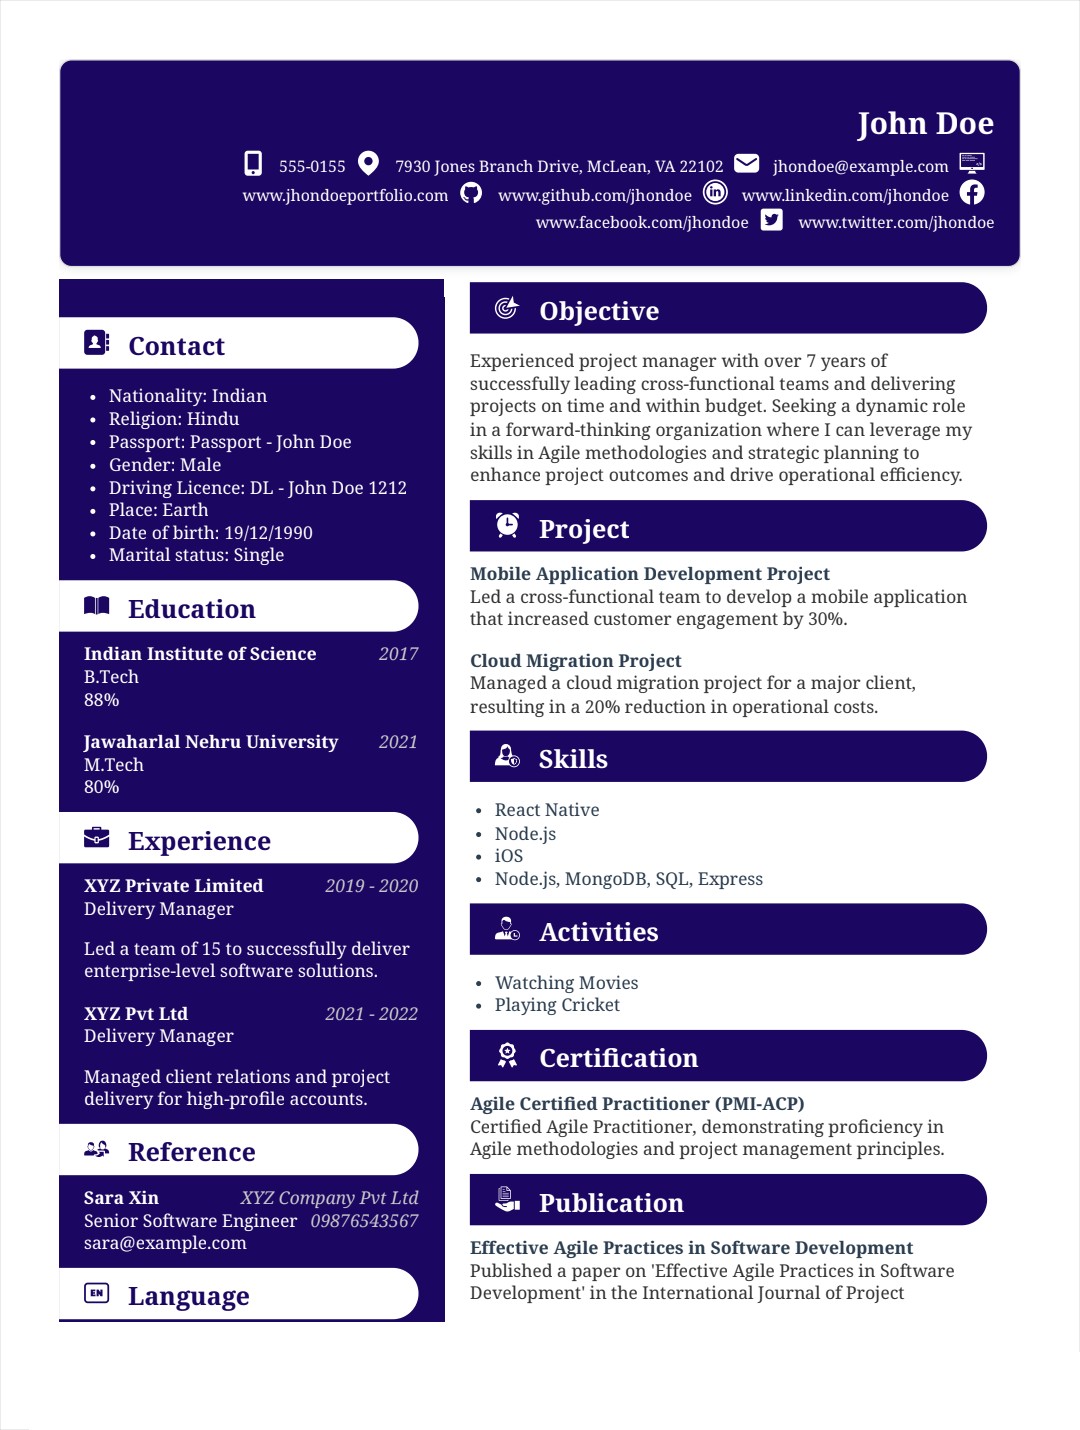 John Doe
555-0155 7930 Jones Branch Drive, McLean, VA 22102 jhondoe@example.com
www.jhondoeportfolio.com www.github.com/jhondoe www.linkedin.com/jhondoe
www.facebook.com/jhondoe www.twitter.com/jhondoe
Contact
• Nationality: Indian
• Religion: Hindu
• Passport: Passport - John Doe
• Gender: Male
• Driving Licence: DL - John Doe 1212
• Place: Earth
• Date of birth: 19/12/1990
• Marital status: Single
Education
Indian Institute of Science 2017
B.Tech
88%
Jawaharlal Nehru University 2021
M.Tech
80%
Experience
XYZ Private Limited 2019 - 2020
Delivery Manager
Led a team of 15 to successfully deliver
enterprise-level software solutions.
XYZ Pvt Ltd 2021 - 2022
Delivery Manager
Managed client relations and project
delivery for high-profile accounts.
Reference
Sara Xin XYZ Company Pvt Ltd
Senior Software Engineer 09876543567
sara@example.com
EN Language
Objective
Experienced project manager with over 7 years of
successfully leading cross-functional teams and delivering
projects on time and within budget. Seeking a dynamic role
in a forward-thinking organization where I can leverage my
skills in Agile methodologies and strategic planning to
enhance project outcomes and drive operational efficiency.
Project
Mobile Application Development Project
Led a cross-functional team to develop a mobile application
that increased customer engagement by 30%.
Cloud Migration Project
Managed a cloud migration project for a major client,
resulting in a 20% reduction in operational costs.
Skills
• React Native
• Node.js
• iOS
• Node.js, MongoDB, SQL, Express
Activities
• Watching Movies
• Playing Cricket
Certification
Agile Certified Practitioner (PMI-ACP)
Certified Agile Practitioner, demonstrating proficiency in
Agile methodologies and project management principles.
Publication
Effective Agile Practices in Software Development
Published a paper on 'Effective Agile Practices in Software
Development' in the International Journal of Project